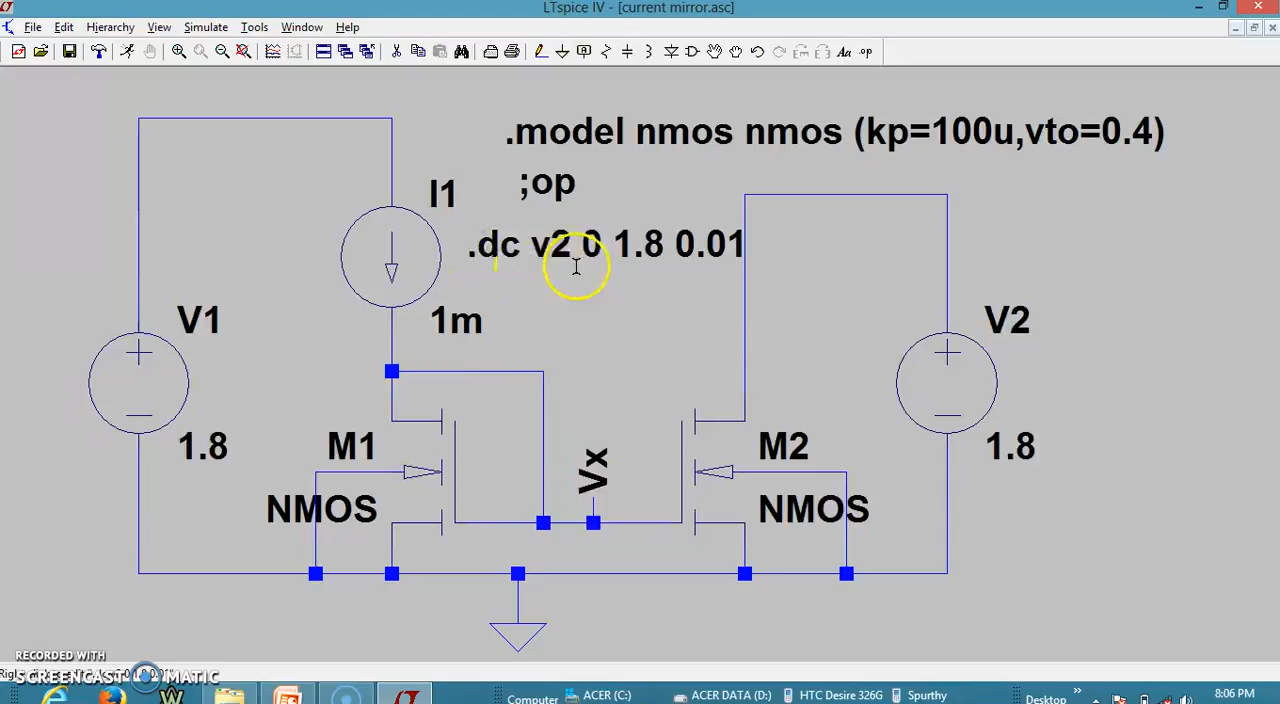 LTspice IV - [current mirror.asc]
File Edit Hierarchy View Simulate Tools Window Help
.op
.model nmos nmos (kp=100u,vto=0.4)
;op
I1
.dc v2 0 1.8 0.01
1m
V1
1.8
M1
NMOS
Vx
M2
NMOS
V2
1.8
RECORDED WITH
SCREENCAST MATIC
Computer ACER (C:) ACER DATA (D:) HTC Desire 326G Spurthy Desktop 8:06 PM